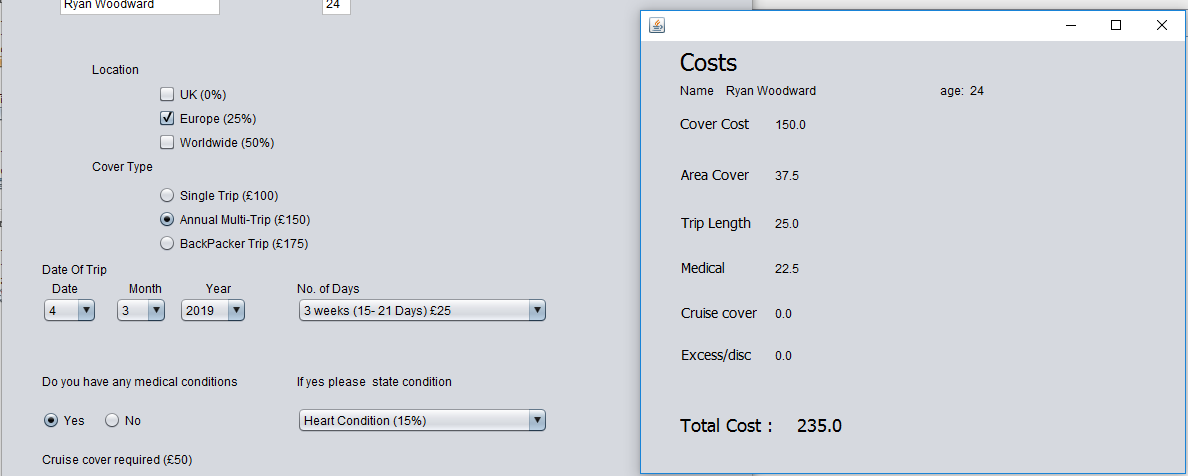 Ryan Woodward 24
Location
UK (0%)
Europe (25%)
Worldwide (50%)
Cover Type
Single Trip (£100)
Annual Multi-Trip (£150)
BackPacker Trip (£175)
Date Of Trip
Date Month Year No. of Days
4 3 2019 3 weeks (15- 21 Days) £25
Do you have any medical conditions If yes please state condition
Yes No Heart Condition (15%)
Cruise cover required (£50)
Costs
Name Ryan Woodward age: 24
Cover Cost 150.0
Area Cover 37.5
Trip Length 25.0
Medical 22.5
Cruise cover 0.0
Excess/disc 0.0
Total Cost : 235.0